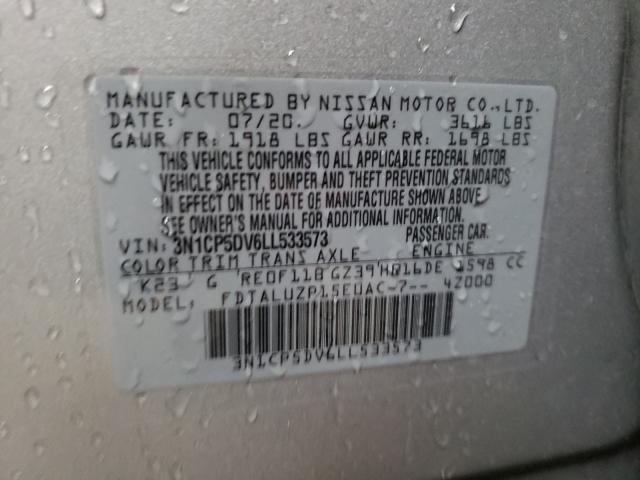 MANUFACTURED BY NISSAN MOTOR CO.,LTD.
DATE: 07/20 GVWR: 3616 LBS
GAWR FR: 1918 LBS GAWR RR: 1698 LBS
THIS VEHICLE CONFORMS TO ALL APPLICABLE FEDERAL MOTOR
VEHICLE SAFETY, BUMPER AND THEFT PREVENTION STANDARDS
IN EFFECT ON THE DATE OF MANUFACTURE SHOWN ABOVE.
SEE OWNER'S MANUAL FOR ADDITIONAL INFORMATION.
VIN: 3N1CP5DV6LL533573 PASSENGER CAR
COLOR TRIM TRANS AXLE ENGINE
K23 G RE0F11B GZ39 HR16DE 1598 CC
MODEL: FDTALUZP15EUAC-7-- 4Z000
3N1CP5DV6LL533573